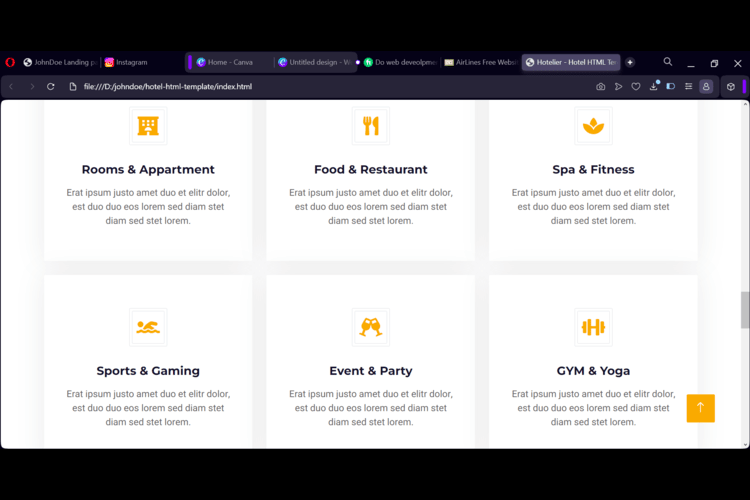 JohnDoe Landing pa
Instagram
Home - Canva
Untitled design - W
Do web deveolpme
AirLines Free Websi
Hotelier - Hotel HTML Te
file:///D:/johndoe/hotel-html-template/index.html
Rooms & Appartment
Food & Restaurant
Spa & Fitness
Erat ipsum justo amet duo et elitr dolor,
est duo duo eos lorem sed diam stet
diam sed stet lorem.
Erat ipsum justo amet duo et elitr dolor,
est duo duo eos lorem sed diam stet
diam sed stet lorem.
Erat ipsum justo amet duo et elitr dolor,
est duo duo eos lorem sed diam stet
diam sed stet lorem.
Sports & Gaming
Event & Party
GYM & Yoga
Erat ipsum justo amet duo et elitr dolor,
est duo duo eos lorem sed diam stet
diam sed stet lorem.
Erat ipsum justo amet duo et elitr dolor,
est duo duo eos lorem sed diam stet
diam sed stet lorem.
Erat ipsum justo amet duo et elitr dolor,
est duo duo eos lorem sed diam stet
diam sed stet lorem.